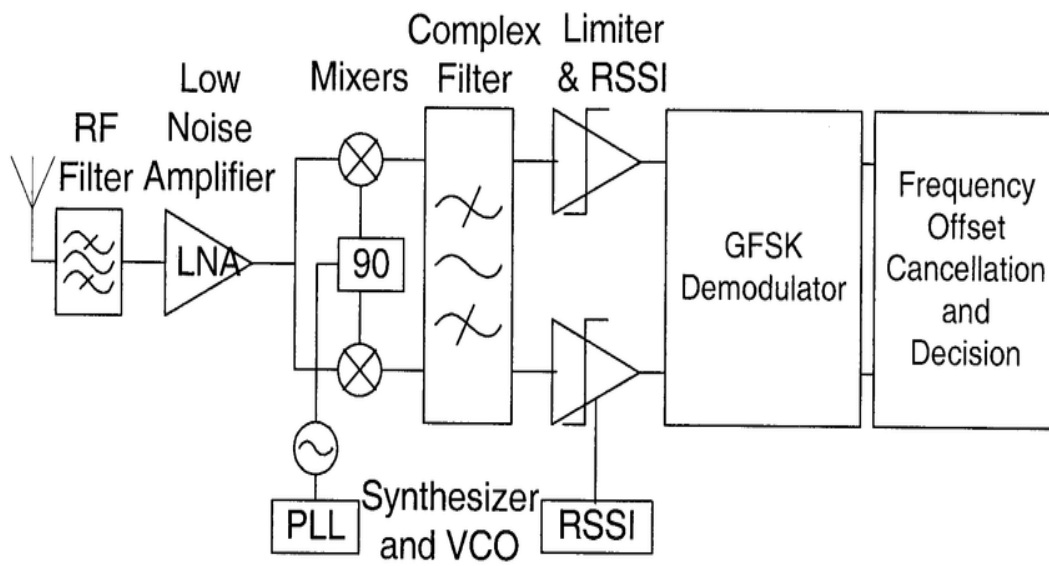 RF
Filter
Low
Noise
Amplifier
LNA
Mixers
90
Complex
Filter
Limiter
& RSSI
GFSK
Demodulator
Frequency
Offset
Cancellation
and
Decision
PLL
Synthesizer
and VCO
RSSI